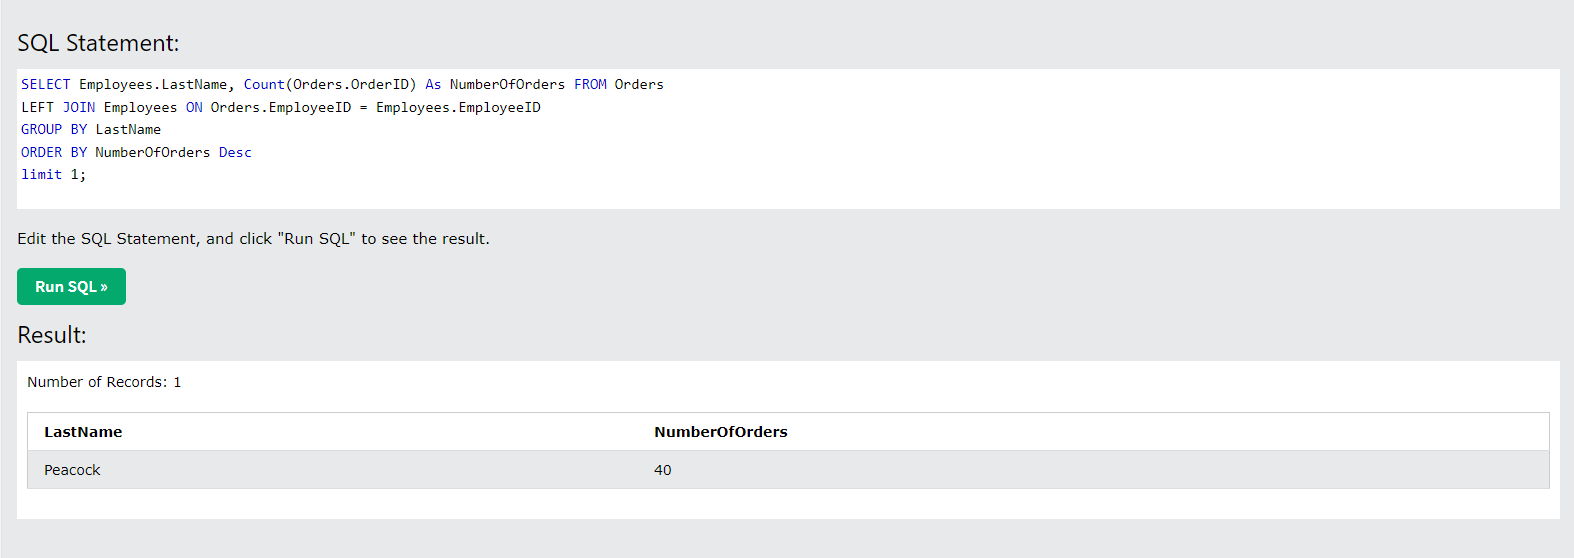 SQL Statement:
SELECT Employees.LastName, Count(Orders.OrderID) As NumberOfOrders FROM Orders
LEFT JOIN Employees ON Orders.EmployeeID = Employees.EmployeeID
GROUP BY LastName
ORDER BY NumberOfOrders Desc
limit 1;
Edit the SQL Statement, and click "Run SQL" to see the result.
Run SQL »
Result:
Number of Records: 1
LastName NumberOfOrders
Peacock 40